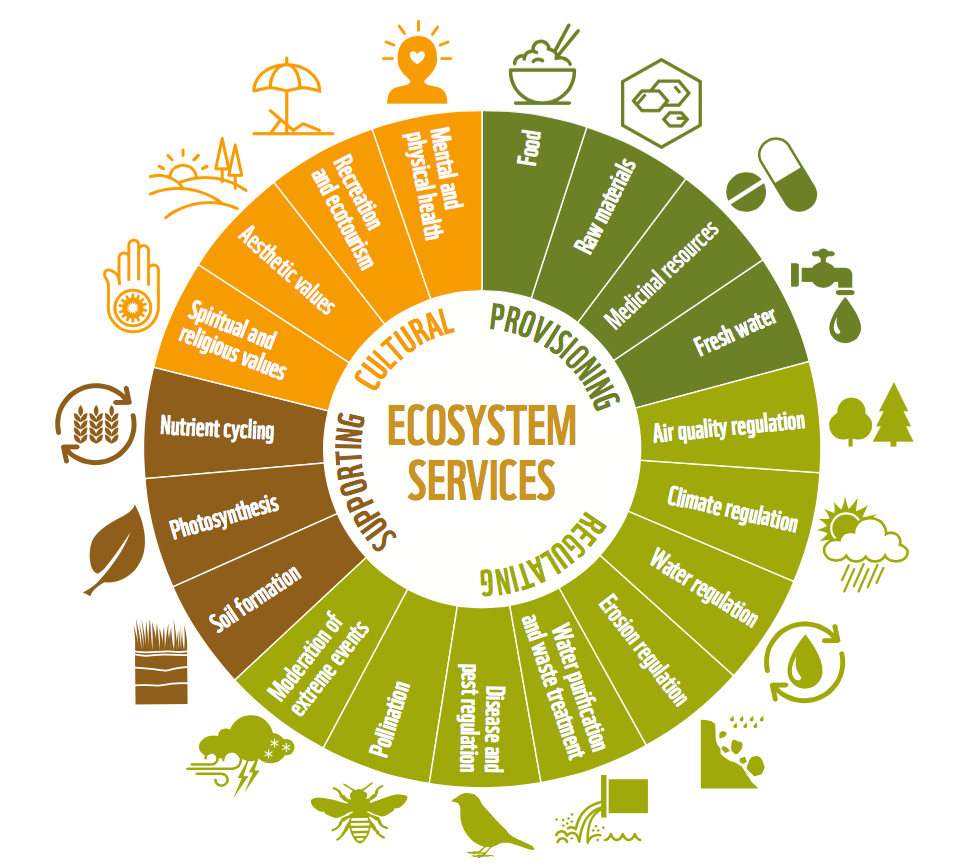 ECOSYSTEM
SERVICES
PROVISIONING
Food
Raw materials
Medicinal resources
Fresh water
REGULATING
Air quality regulation
Climate regulation
Water regulation
Erosion regulation
Water purification
and waste treatment
Disease and
pest regulation
Pollination
Moderation of
extreme events
SUPPORTING
Soil formation
Photosynthesis
Nutrient cycling
CULTURAL
Spiritual and
religious values
Aesthetic values
Recreation
and ecotourism
Mental and
physical health